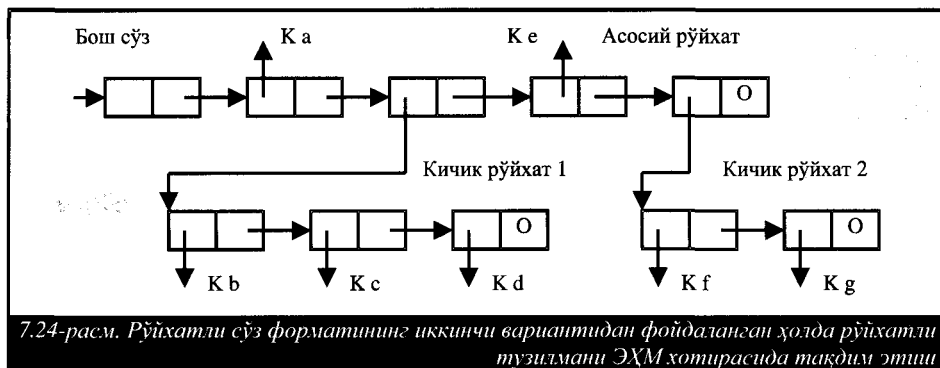 Бош сўз
К a
К e
Асосий рўйхат
О
Кичик рўйхат 1
Кичик рўйхат 2
О
О
К b
К c
К d
К f
К g
7.24-расм. Рўйхатли сўз форматининг иккинчи вариантидан фойдаланган ҳолда рўйхатли
тузилмани ЭҲМ хотирасида тақдим этиш